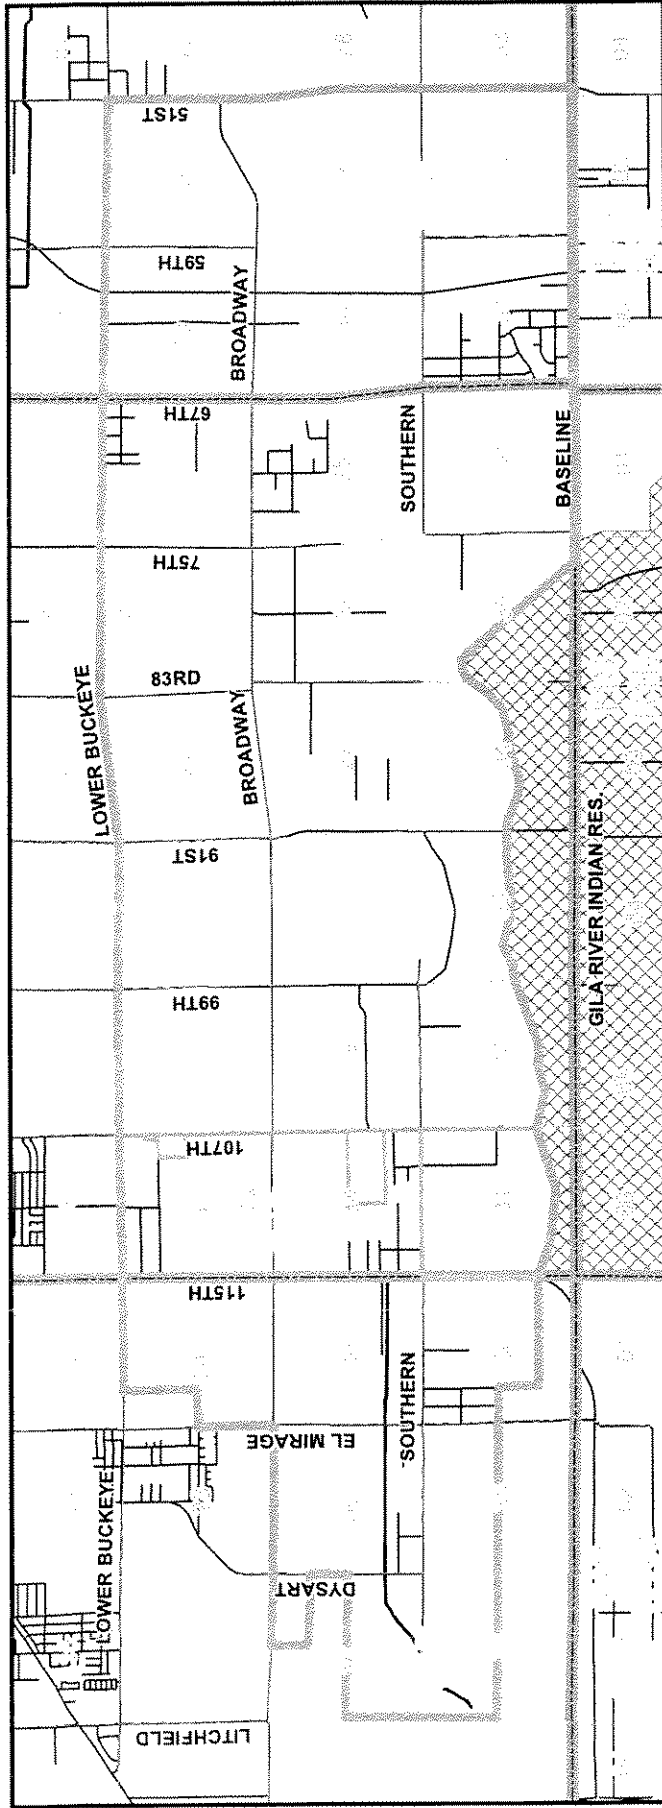 51ST
59TH
BROADWAY
67TH
SOUTHERN
BASELINE
75TH
83RD
LOWER BUCKEYE
BROADWAY
91ST
GILA RIVER INDIAN RES.
99TH
107TH
115TH
SOUTHERN
EL MIRAGE
LOWER BUCKEYE
DYSART
LITCHFIELD